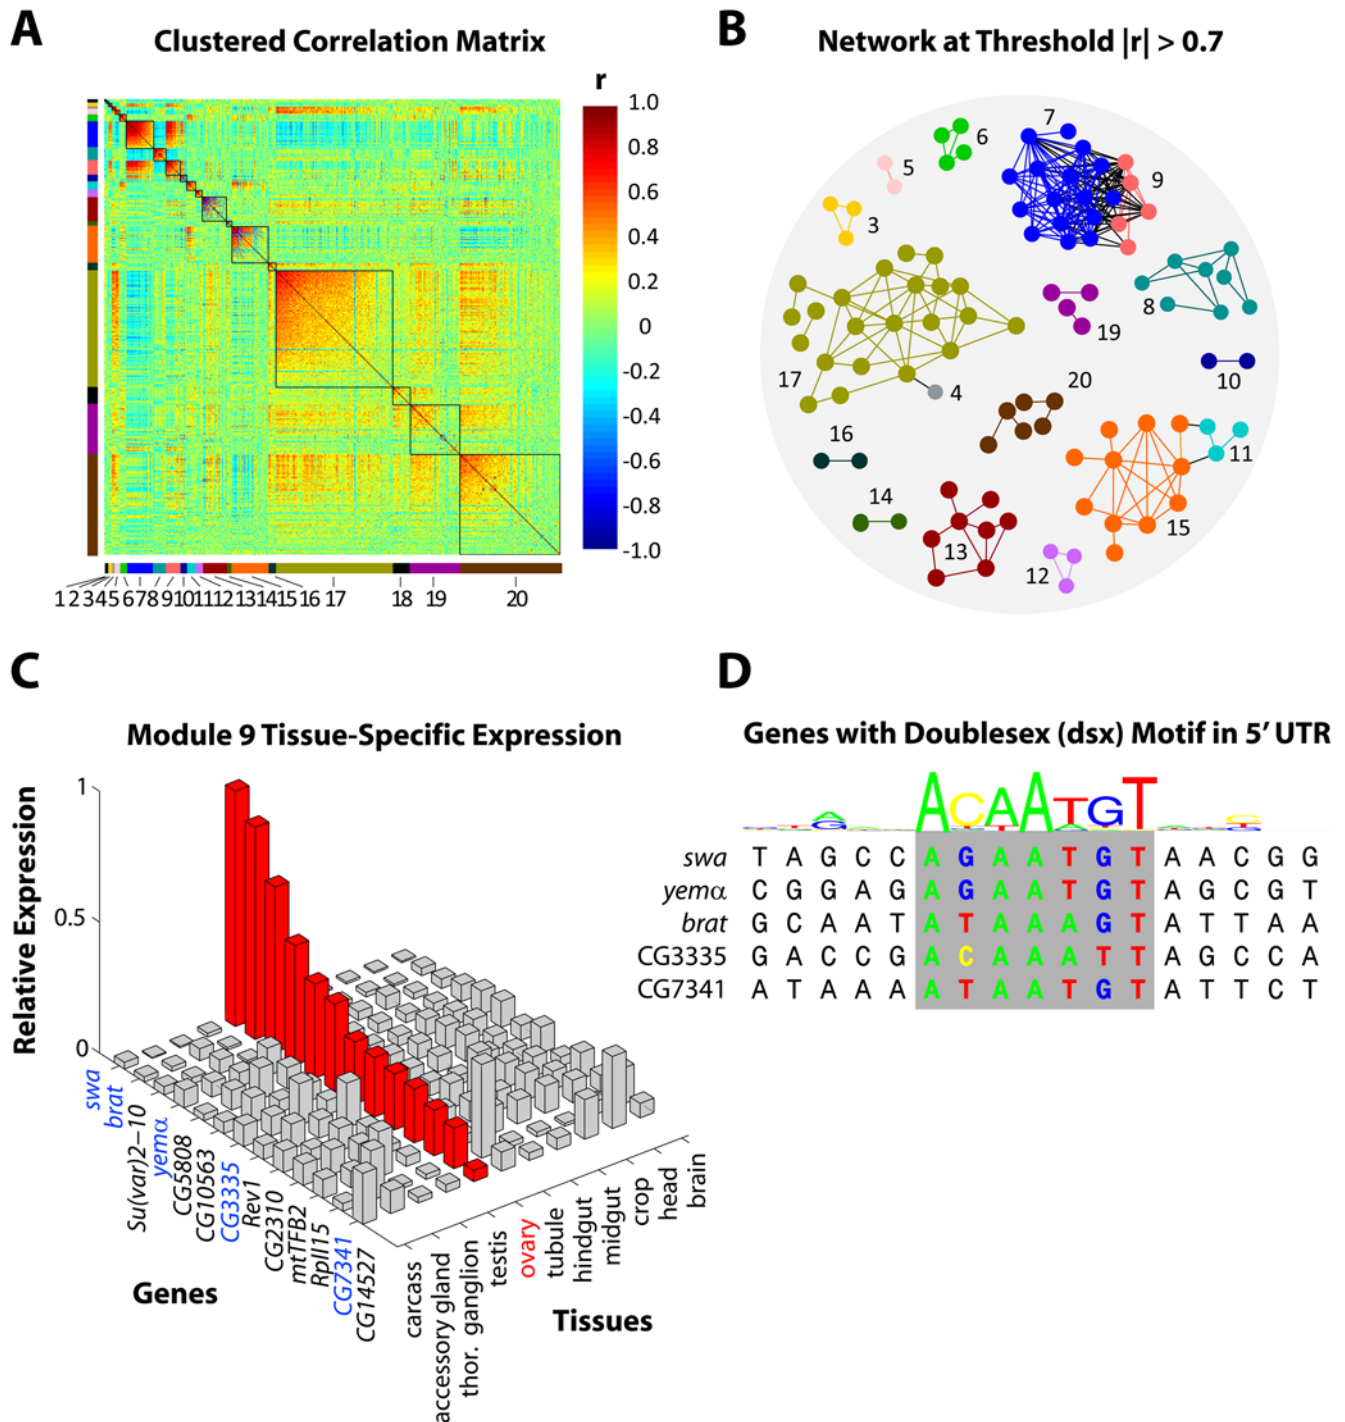 A
Clustered Correlation Matrix
r
1.0
0.8
0.6
0.4
0.2
0
-0.2
-0.4
-0.6
-0.8
-1.0
1 2 3 4 5 6 7 8 9 10 11 12 13 14 15 16 17 18 19 20
B
Network at Threshold |r| > 0.7
7
6
5
9
3
8
19
10
17
4
20
16
11
14
15
13
12
C
Module 9 Tissue-Specific Expression
Relative Expression
1
0.5
0
swa
brat
Su(var)2–10
yemα
CG5808
CG10563
CG3335
Rev1
CG2310
mtTFB2
RpII15
CG7341
CG14527
Genes
carcass
accessory gland
thor. ganglion
testis
ovary
tubule
hindgut
midgut
crop
head
brain
Tissues
D
Genes with Doublesex (dsx) Motif in 5′ UTR
ACAATGT
swa T A G C C A G A A T G T A A C G G
yemα C G G A G A G A A T G T A G C G T
brat G C A A T A T A A A G T A T T A A
CG3335 G A C C G A C A A A T T A G C C A
CG7341 A T A A A A T A A T G T A T T C T